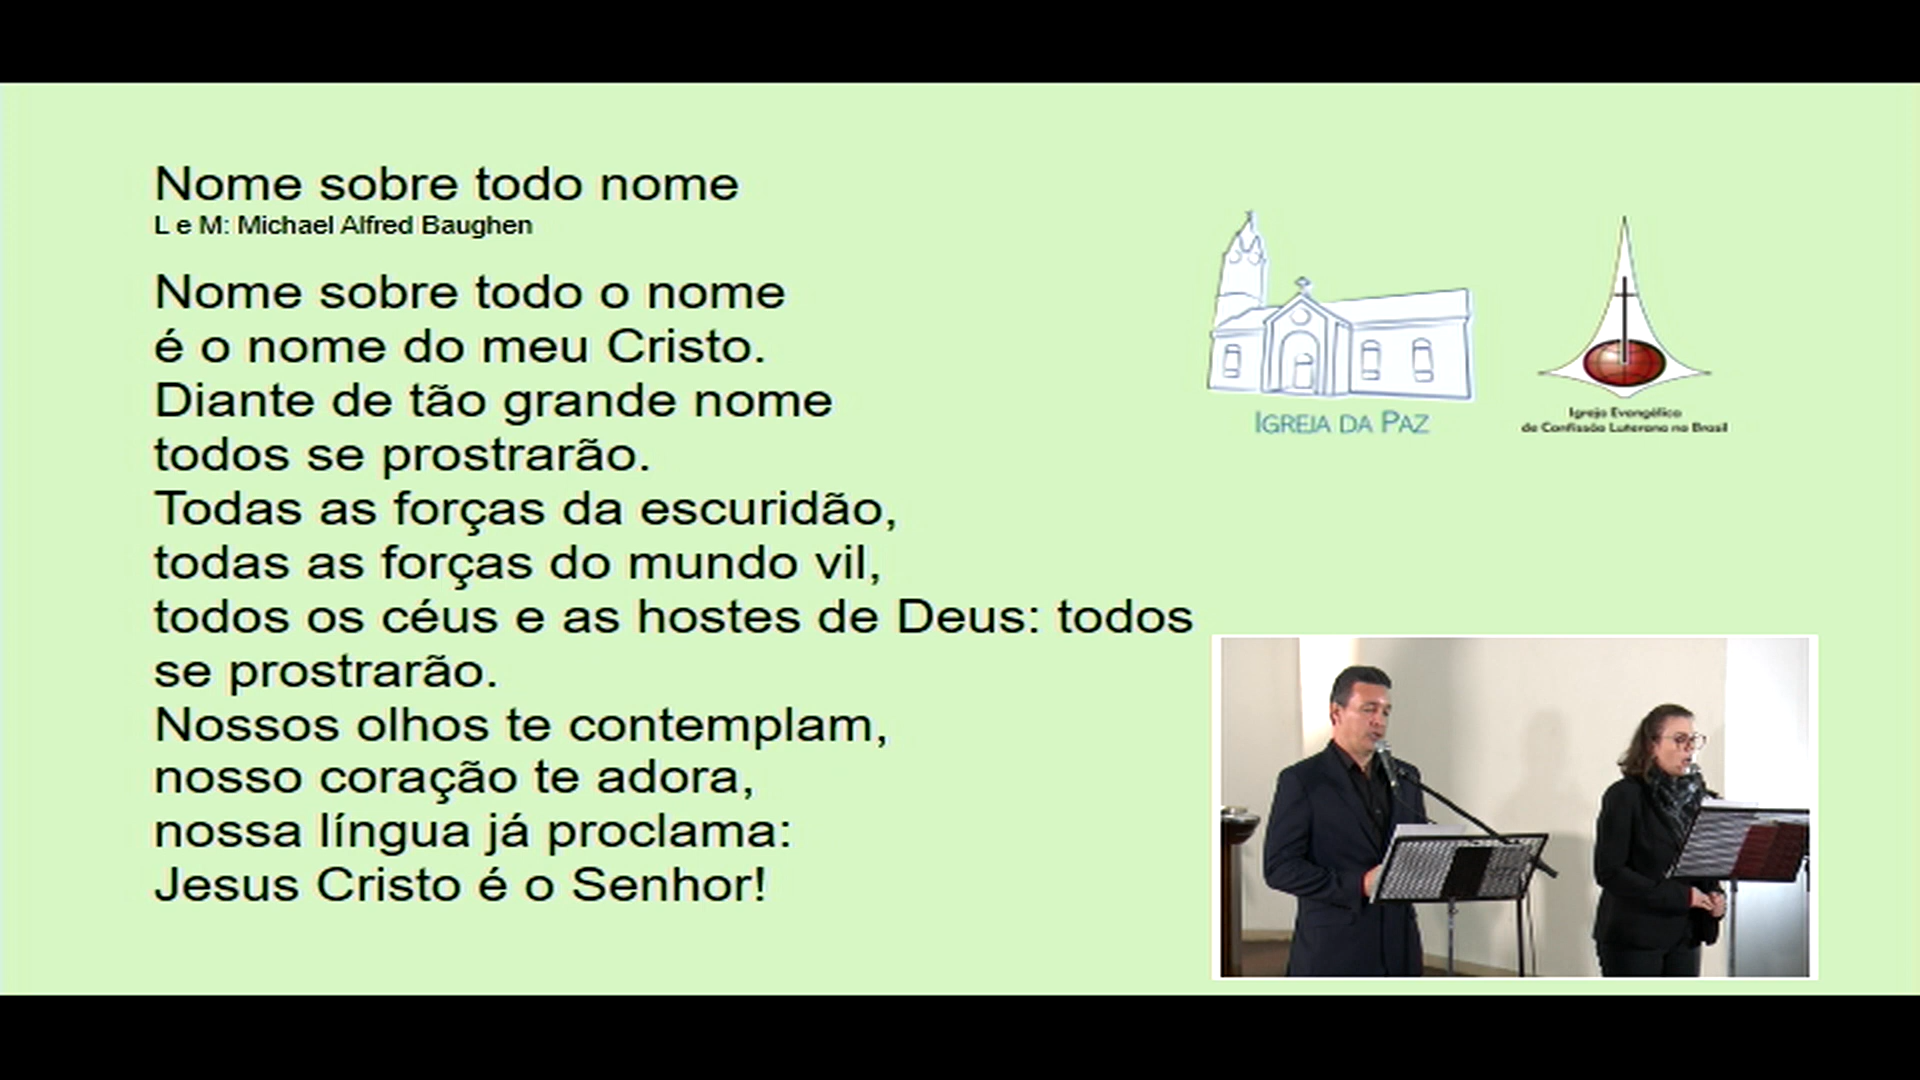 Nome sobre todo nome
L e M: Michael Alfred Baughen
Nome sobre todo o nome
é o nome do meu Cristo.
Diante de tão grande nome
todos se prostrarão.
Todas as forças da escuridão,
todas as forças do mundo vil,
todos os céus e as hostes de Deus: todos
se prostrarão.
Nossos olhos te contemplam,
nosso coração te adora,
nossa língua já proclama:
Jesus Cristo é o Senhor!
IGREJA DA PAZ
Igreja Evangélica
de Confissão Luterana no Brasil